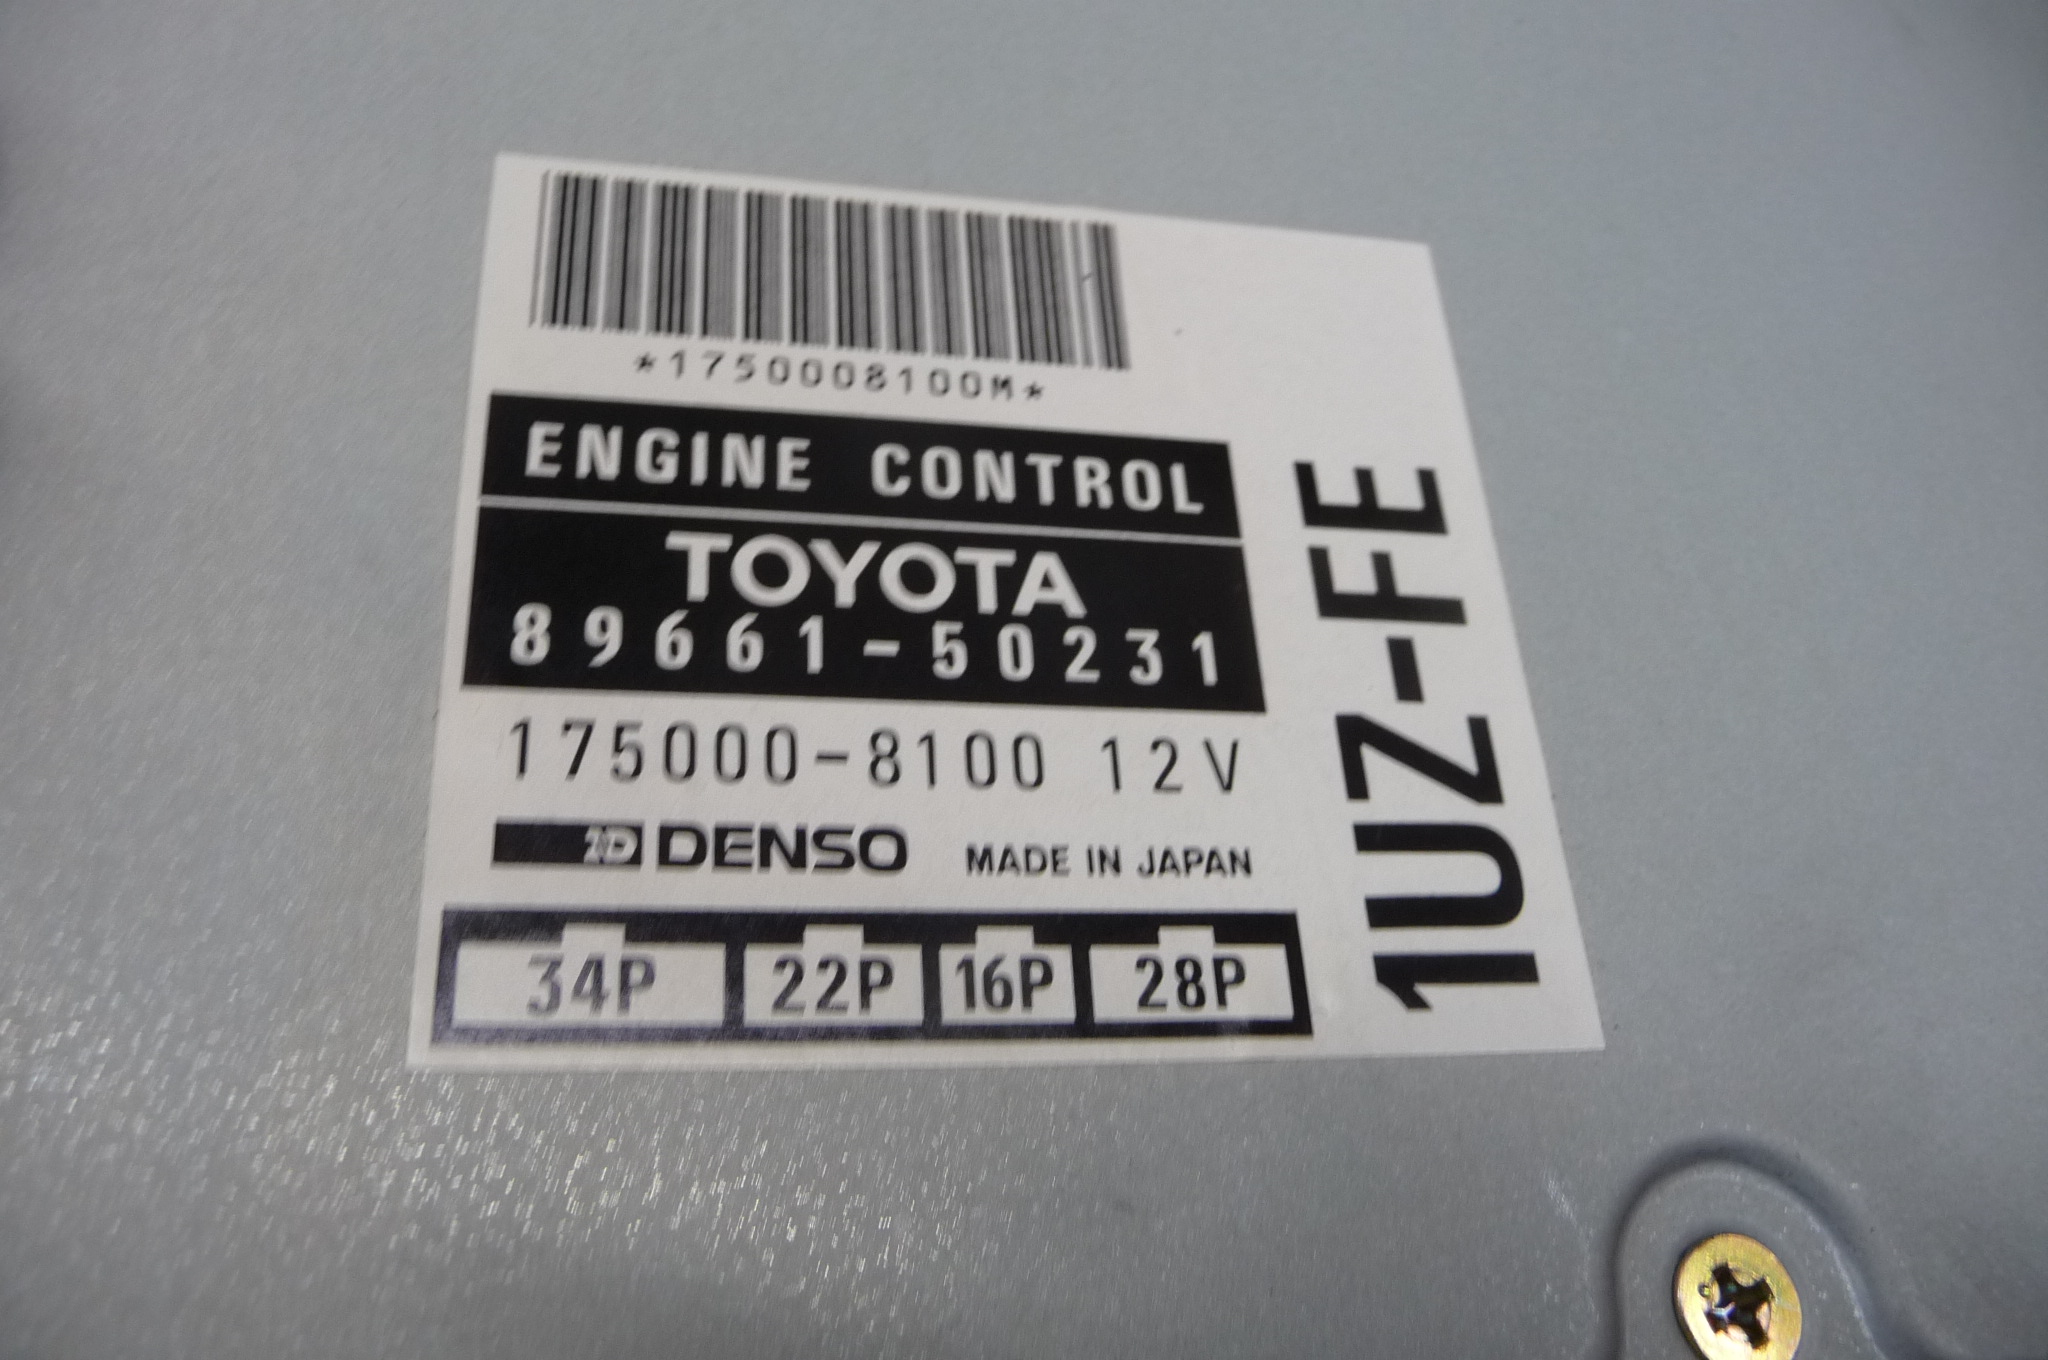 *1750008100M*
ENGINE CONTROL
TOYOTA
89661-50231
175000-8100 12V
DENSO MADE IN JAPAN
34P 22P 16P 28P
1UZ-FE